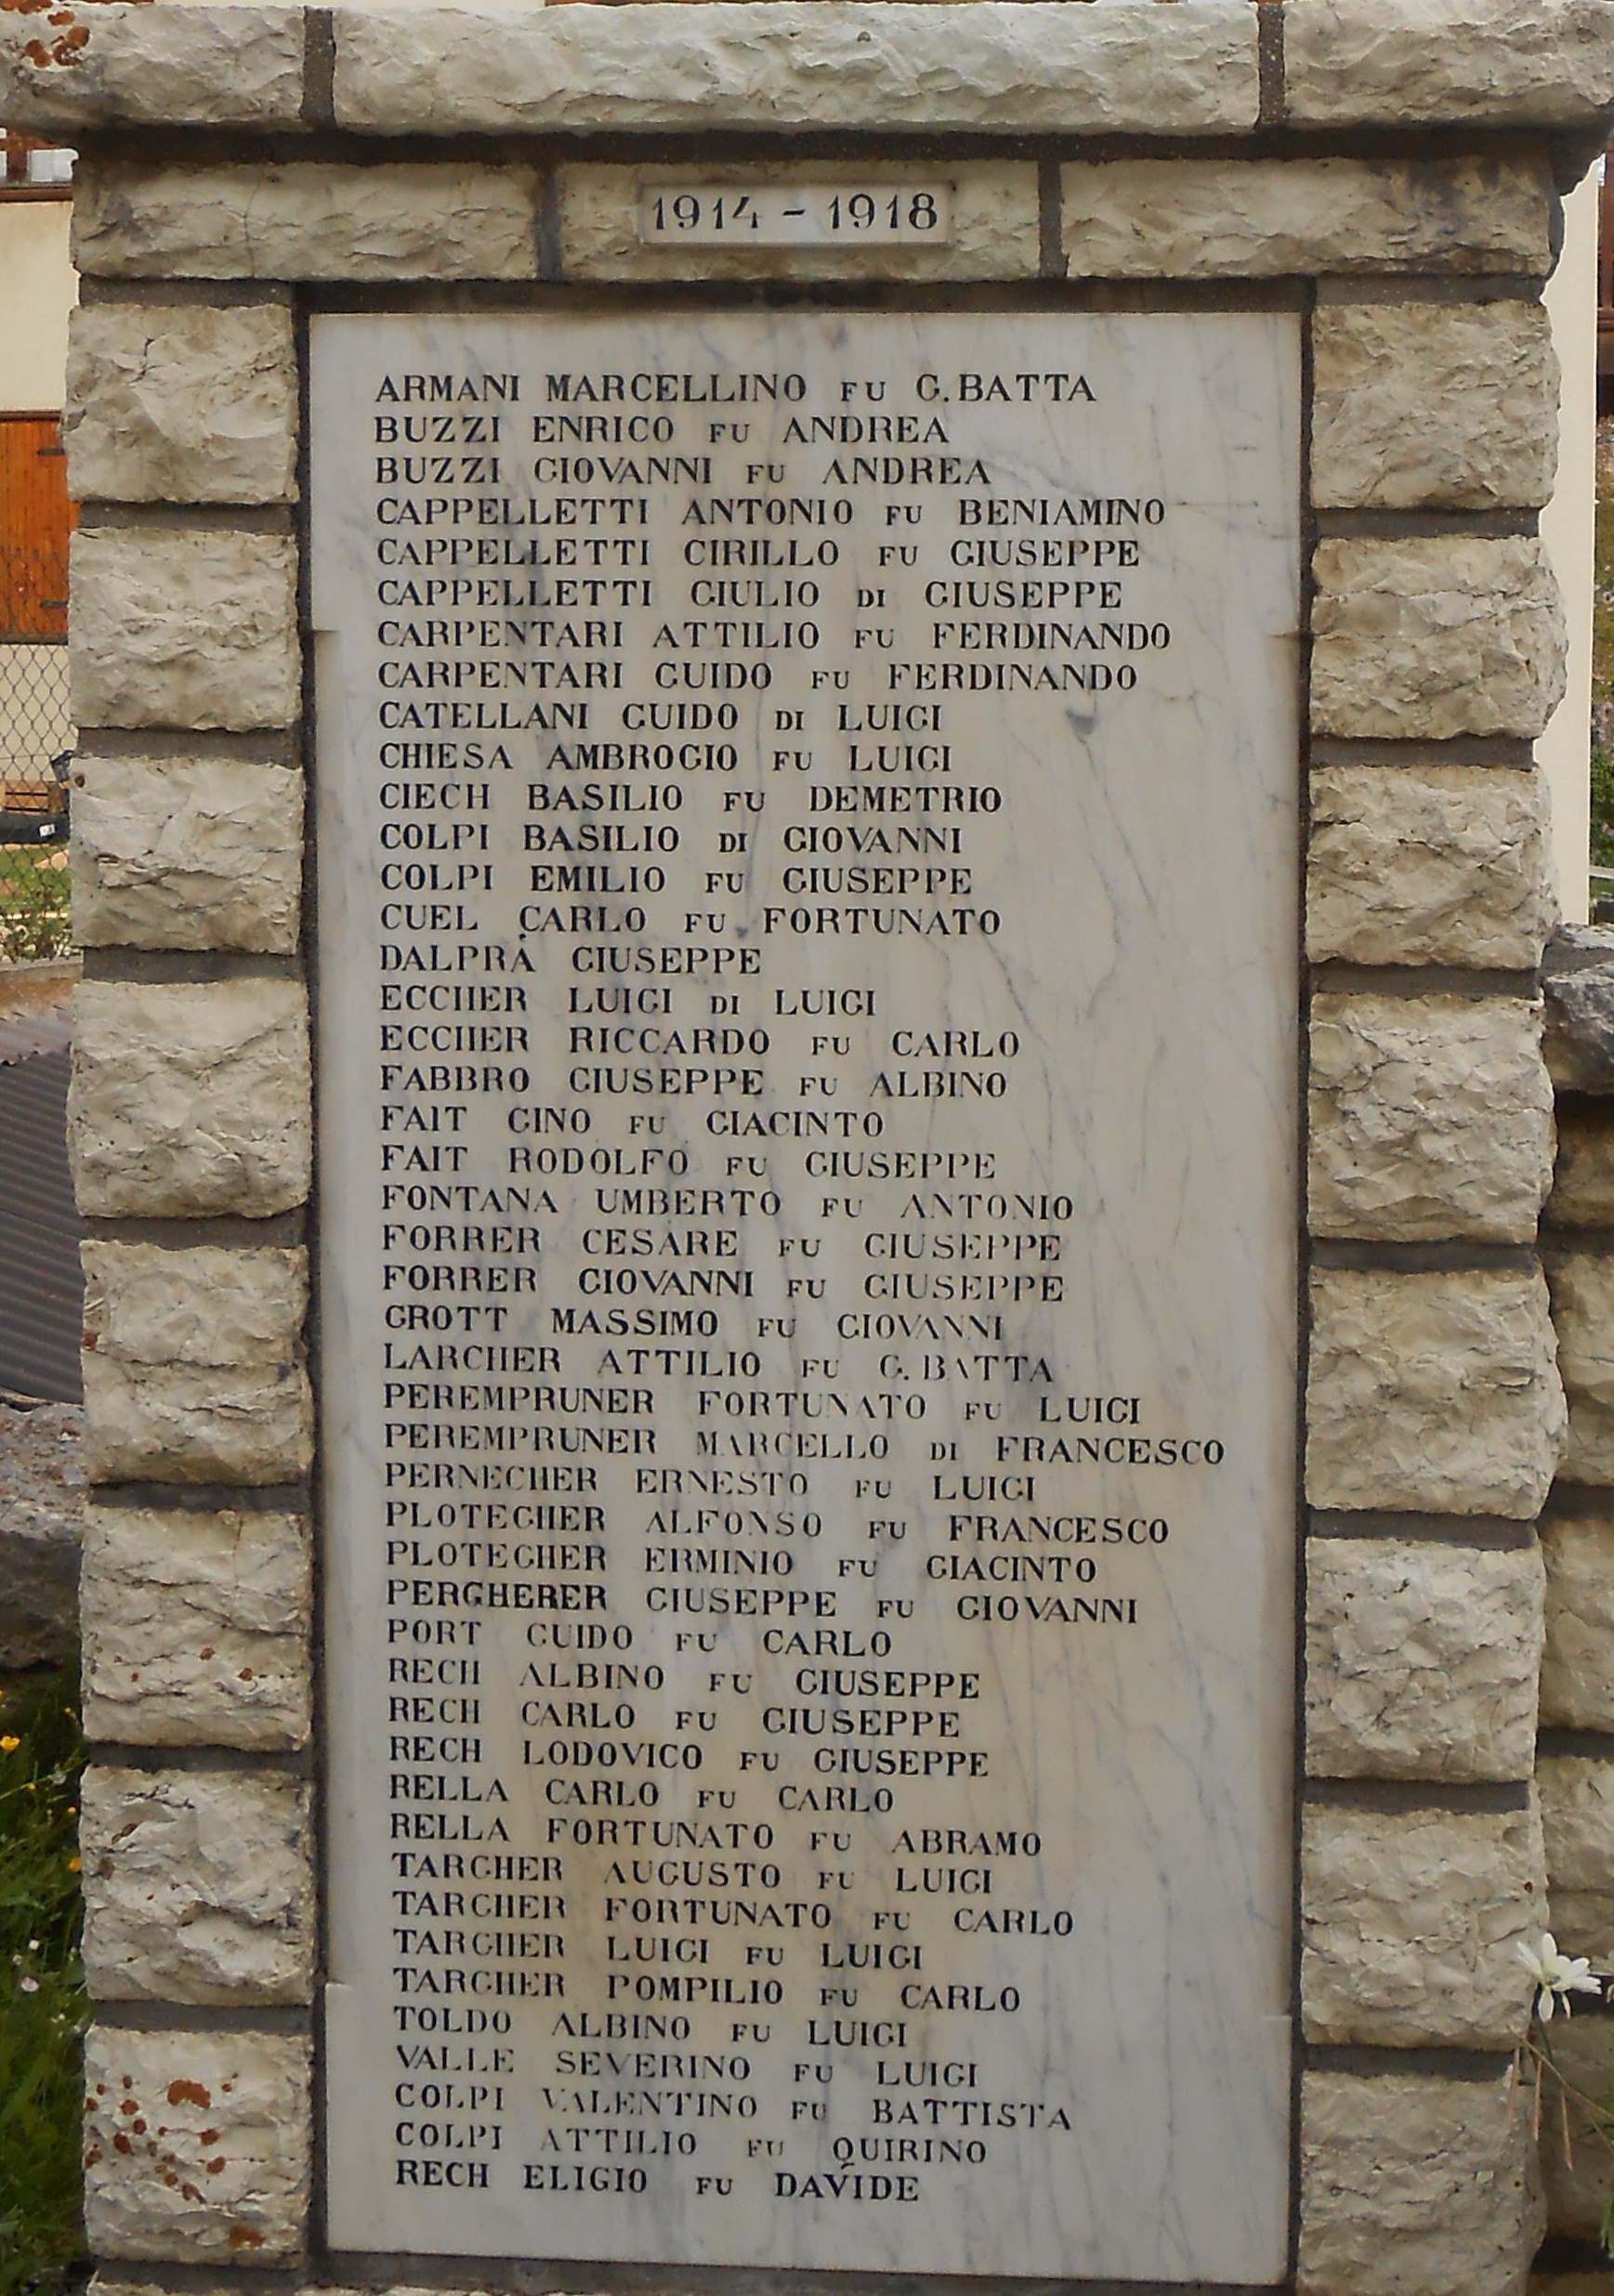 1914 - 1918
ARMANI MARCELLINO FU G. BATTA
BUZZI ENRICO FU ANDREA
BUZZI GIOVANNI FU ANDREA
CAPPELLETTI ANTONIO FU BENIAMINO
CAPPELLETTI CIRILLO FU GIUSEPPE
CAPPELLETTI GIULIO DI GIUSEPPE
CARPENTARI ATTILIO FU FERDINANDO
CARPENTARI GUIDO FU FERDINANDO
CATELLANI GUIDO DI LUIGI
CHIESA AMBROGIO FU LUIGI
CIECH BASILIO FU DEMETRIO
COLPI BASILIO DI GIOVANNI
COLPI EMILIO FU GIUSEPPE
CUEL CARLO FU FORTUNATO
DALPRÀ GIUSEPPE
ECCHER LUIGI DI LUIGI
ECCHER RICCARDO FU CARLO
FABBRO GIUSEPPE FU ALBINO
FAIT GINO FU GIACINTO
FAIT RODOLFO FU GIUSEPPE
FONTANA UMBERTO FU ANTONIO
FORRER CESARE FU GIUSEPPE
FORRER GIOVANNI FU GIUSEPPE
GROTT MASSIMO FU GIOVANNI
LARCHER ATTILIO FU G. BATTA
PEREMPRUNER FORTUNATO FU LUIGI
PEREMPRUNER MARCELLO DI FRANCESCO
PERNECHER ERNESTO FU LUIGI
PLOTEGHER ALFONSO FU FRANCESCO
PLOTEGHER ERMINIO FU GIACINTO
PERGHERER GIUSEPPE FU GIOVANNI
PORT GUIDO FU CARLO
RECH ALBINO FU GIUSEPPE
RECH CARLO FU GIUSEPPE
RECH LODOVICO FU GIUSEPPE
RELLA CARLO FU CARLO
RELLA FORTUNATO FU ABRAMO
TARGHER AUGUSTO FU LUIGI
TARGHER FORTUNATO FU CARLO
TARGHER LUIGI FU LUIGI
TARGHER POMPILIO FU CARLO
TOLDO ALBINO FU LUIGI
VALLE SEVERINO FU LUIGI
COLPI VALENTINO FU BATTISTA
COLPI ATTILIO FU QUIRINO
RECH ELIGIO FU DAVIDE